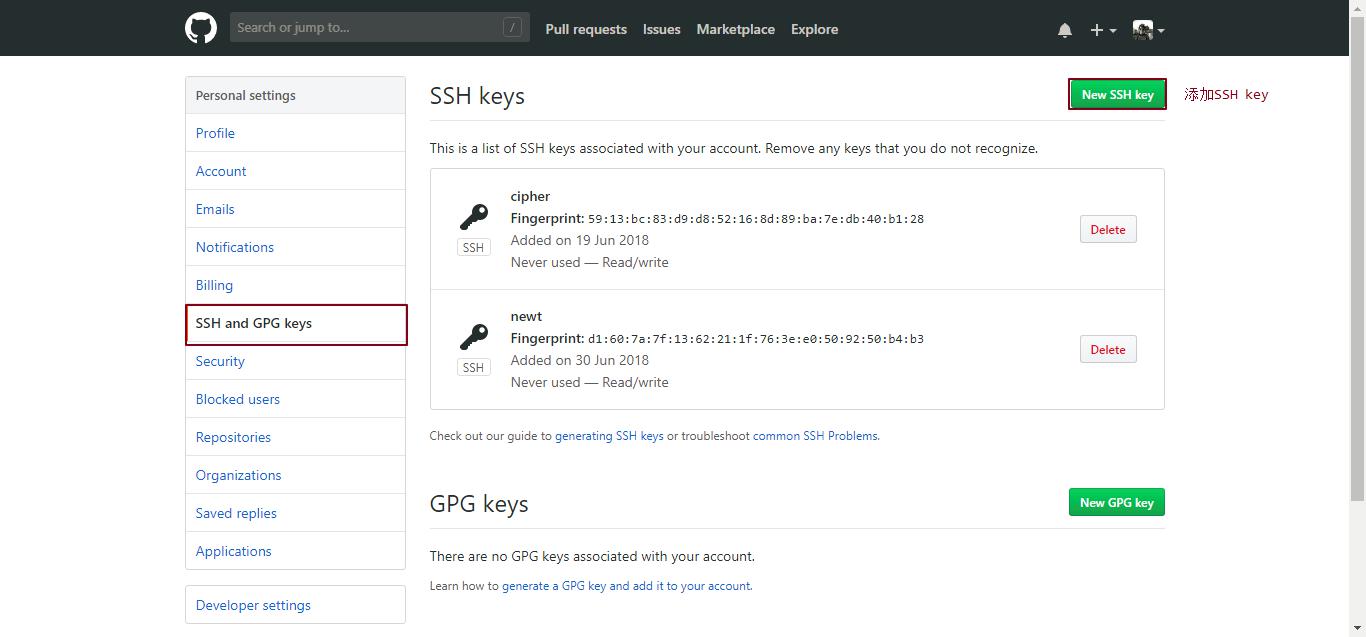 Search or jump to... /
Pull requests Issues Marketplace Explore
Personal settings
Profile
Account
Emails
Notifications
Billing
SSH and GPG keys
Security
Blocked users
Repositories
Organizations
Saved replies
Applications
Developer settings
SSH keys
New SSH key
添加SSH key
This is a list of SSH keys associated with your account. Remove any keys that you do not recognize.
cipher
Fingerprint: 59:13:bc:83:d9:d8:52:16:8d:89:ba:7e:db:40:b1:28
Added on 19 Jun 2018
Never used — Read/write
SSH
Delete
newt
Fingerprint: d1:60:7a:7f:13:62:21:1f:76:3e:e0:50:92:50:b4:b3
Added on 30 Jun 2018
Never used — Read/write
SSH
Delete
Check out our guide to generating SSH keys or troubleshoot common SSH Problems.
GPG keys
New GPG key
There are no GPG keys associated with your account.
Learn how to generate a GPG key and add it to your account.